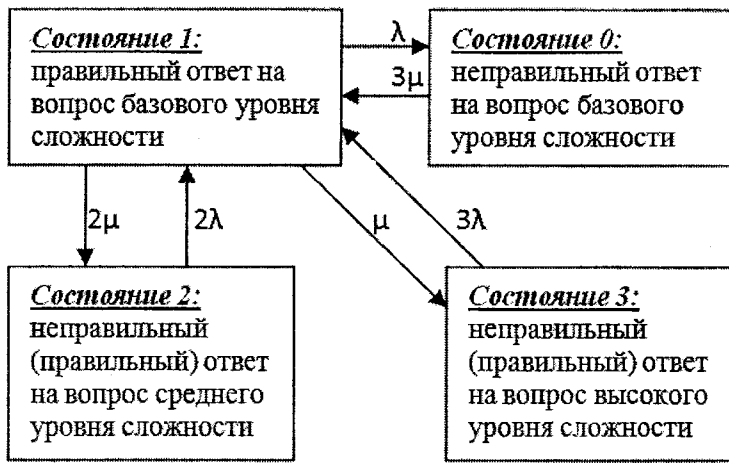 Состояние 1:
правильный ответ на
вопрос базового уровня
сложности
λ
3μ
Состояние 0:
неправильный ответ
на вопрос базового
уровня сложности
2μ
2λ
μ
3λ
Состояние 2:
неправильный
(правильный) ответ
на вопрос среднего
уровня сложности
Состояние 3:
неправильный
(правильный) ответ
на вопрос высокого
уровня сложности